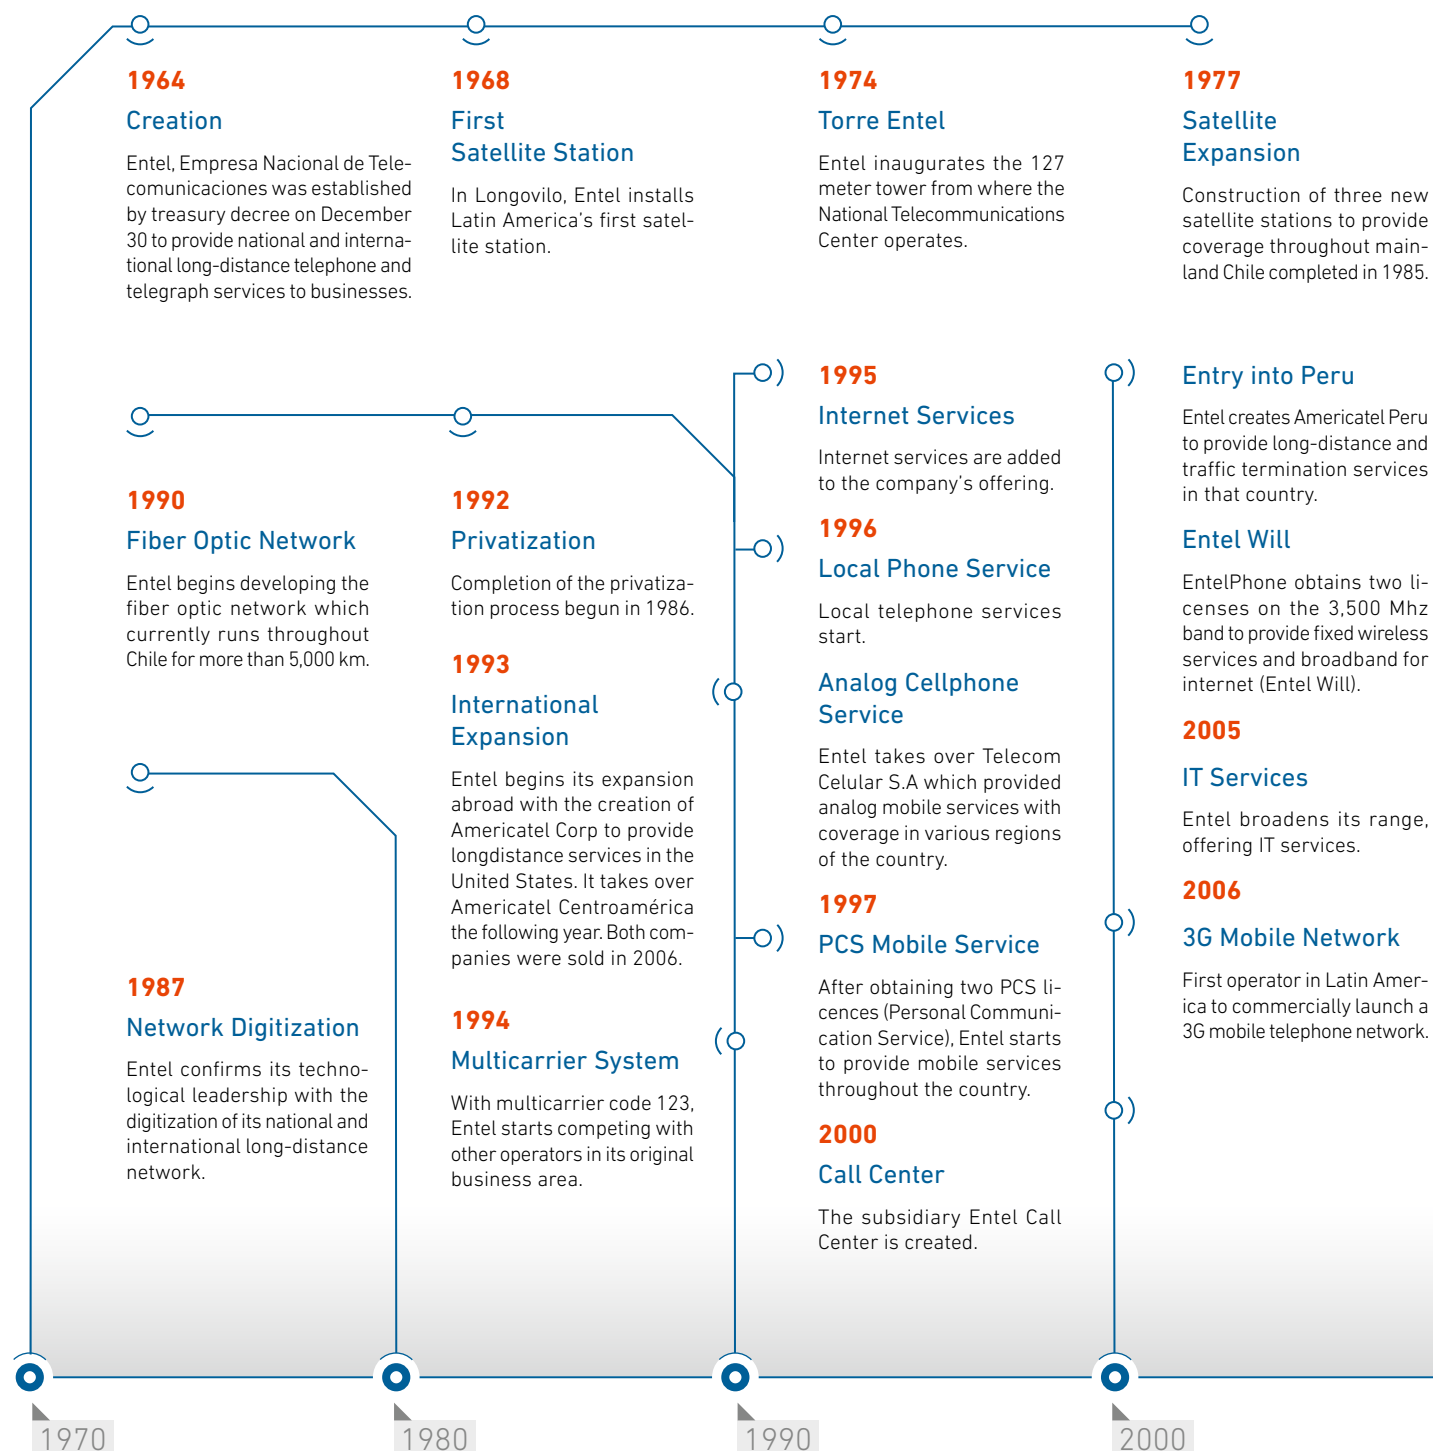 1964
Creation
Entel, Empresa Nacional de Tele-
comunicaciones was established
by treasury decree on December
30 to provide national and interna-
tional long-distance telephone and
telegraph services to businesses.
1968
First
Satellite Station
In Longovilo, Entel installs
Latin America's first satel-
lite station.
1974
Torre Entel
Entel inaugurates the 127
meter tower from where the
National Telecommunications
Center operates.
1977
Satellite
Expansion
Construction of three new
satellite stations to provide
coverage throughout main-
land Chile completed in 1985.
1987
Network Digitization
Entel confirms its techno-
logical leadership with the
digitization of its national and
international long-distance
network.
1990
Fiber Optic Network
Entel begins developing the
fiber optic network which
currently runs throughout
Chile for more than 5,000 km.
1992
Privatization
Completion of the privatiza-
tion process begun in 1986.
1993
International
Expansion
Entel begins its expansion
abroad with the creation of
Americatel Corp to provide
longdistance services in the
United States. It takes over
Americatel Centroamérica
the following year. Both com-
panies were sold in 2006.
1994
Multicarrier System
With multicarrier code 123,
Entel starts competing with
other operators in its original
business area.
1995
Internet Services
Internet services are added
to the company's offering.
1996
Local Phone Service
Local telephone services
start.
Analog Cellphone
Service
Entel takes over Telecom
Celular S.A which provided
analog mobile services with
coverage in various regions
of the country.
1997
PCS Mobile Service
After obtaining two PCS li-
cences (Personal Communi-
cation Service), Entel starts
to provide mobile services
throughout the country.
2000
Call Center
The subsidiary Entel Call
Center is created.
Entry into Peru
Entel creates Americatel Peru
to provide long-distance and
traffic termination services
in that country.
Entel Will
EntelPhone obtains two li-
censes on the 3,500 Mhz
band to provide fixed wireless
services and broadband for
internet (Entel Will).
2005
IT Services
Entel broadens its range,
offering IT services.
2006
3G Mobile Network
First operator in Latin Amer-
ica to commercially launch a
3G mobile telephone network.
1970
1980
1990
2000